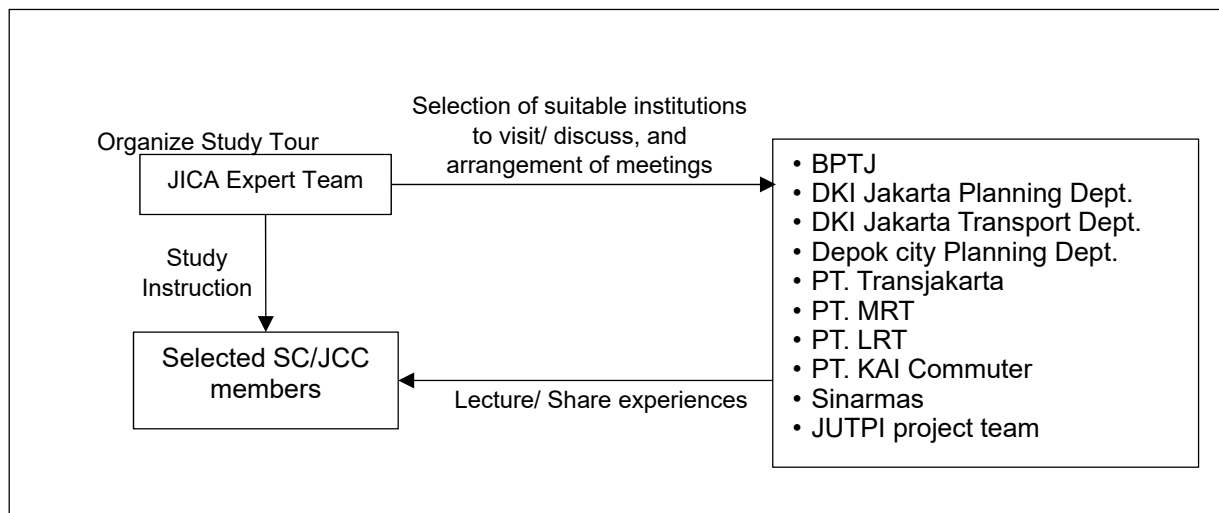 Selection of suitable institutions
to visit/ discuss, and
arrangement of meetings
Organize Study Tour
JICA Expert Team
Study
Instruction
Selected SC/JCC
members
Lecture/ Share experiences
• BPTJ
• DKI Jakarta Planning Dept.
• DKI Jakarta Transport Dept.
• Depok city Planning Dept.
• PT. Transjakarta
• PT. MRT
• PT. LRT
• PT. KAI Commuter
• Sinarmas
• JUTPI project team